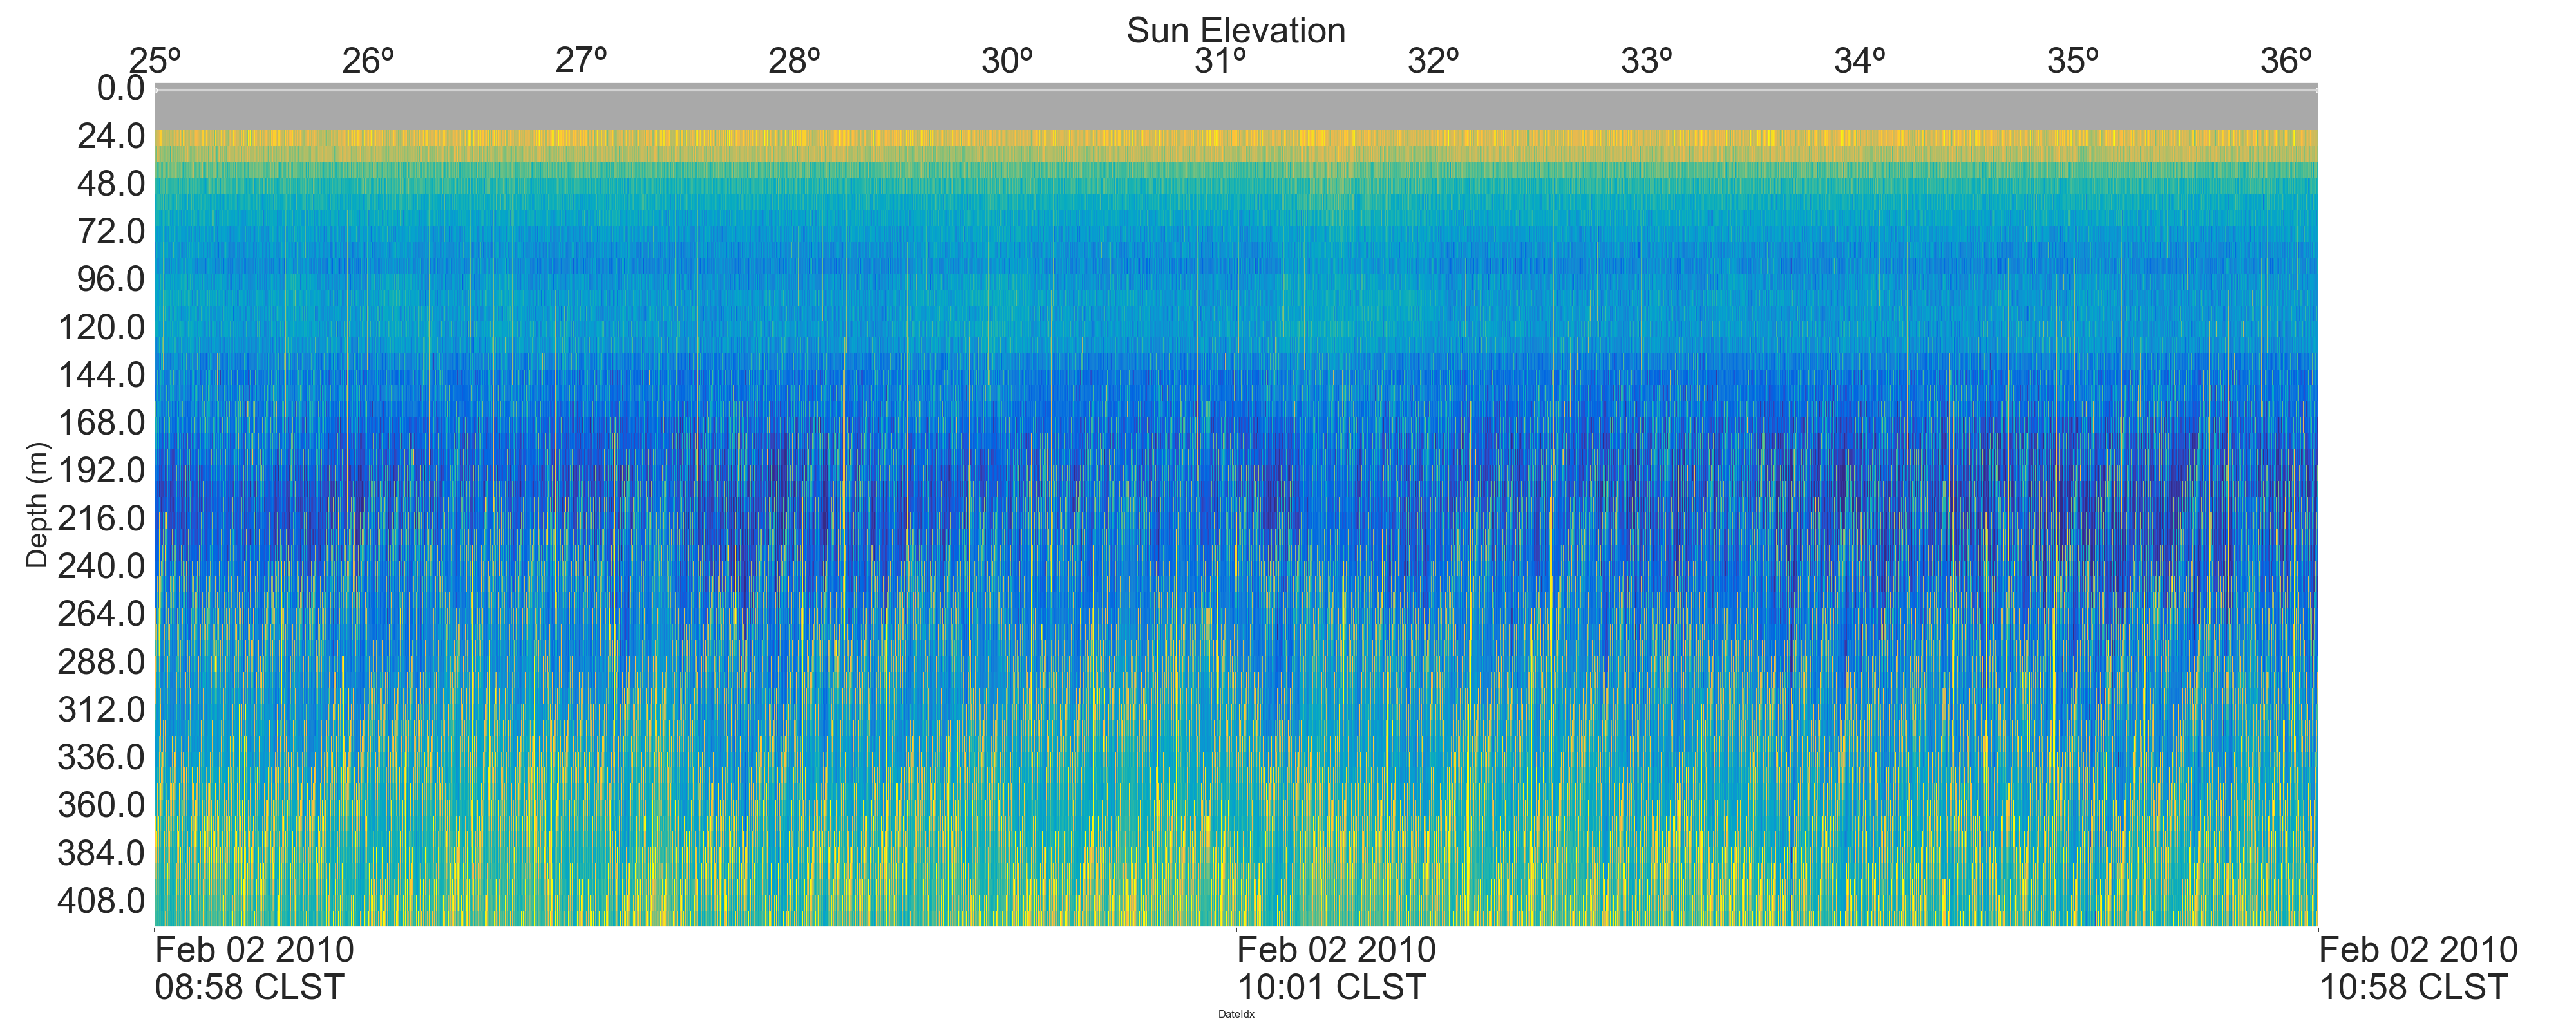 Sun Elevation
25º 26º 27º 28º 30º 31º 32º 33º 34º 35º 36º
0.0
24.0
48.0
72.0
96.0
120.0
144.0
168.0
192.0
216.0
240.0
264.0
288.0
312.0
336.0
360.0
384.0
408.0
Depth (m)
Feb 02 2010
08:58 CLST
Feb 02 2010
10:01 CLST
Feb 02 2010
10:58 CLST
DateIdx